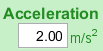 Acceleration
2.00 m/s²